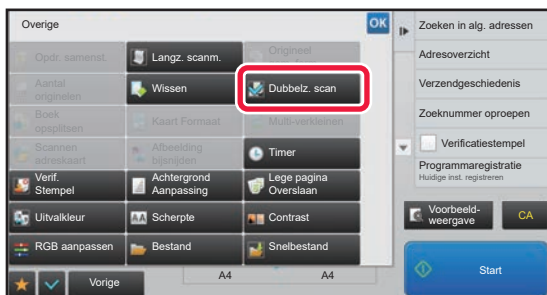 Overige
OK
Opdr. samenst.
Langz. scanm.
Origineel
Aantal
originelen
Wissen
Dubbelz. scan
Boek
opsplitsen
Kaart Formaat
Multi-verkleinen
Scannen
adreskaart
Afbeelding
bijsnijden
Timer
Verif.
Stempel
Achtergrond
Aanpassing
Lege pagina
Overslaan
Uitvalkleur
AA Scherpte
Contrast
RGB aanpassen
Bestand
Snelbestand
Vorige
A4
A4
Zoeken in alg. adressen
Adresoverzicht
Verzendgeschiedenis
Zoeknummer oproepen
Verificatiestempel
Programmaregistratie
Huidige inst. registreren
Voorbeeld-
weergave
CA
Start